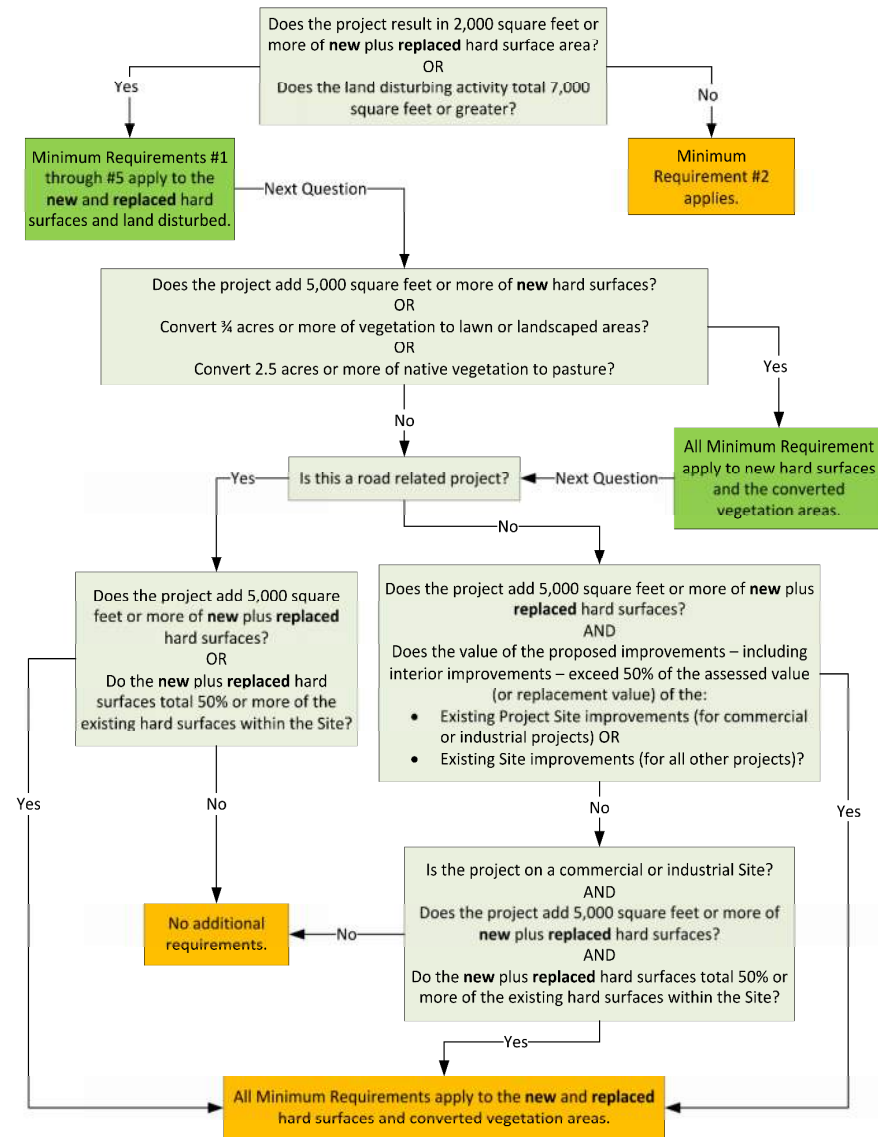 Does the project result in 2,000 square feet or
more of new plus replaced hard surface area?
OR
Does the land disturbing activity total 7,000
square feet or greater?
Yes
No
Minimum Requirements #1
through #5 apply to the
new and replaced hard
surfaces and land disturbed.
Next Question
Minimum
Requirement #2
applies.
Does the project add 5,000 square feet or more of new hard surfaces?
OR
Convert ¾ acres or more of vegetation to lawn or landscaped areas?
OR
Convert 2.5 acres or more of native vegetation to pasture?
Yes
No
All Minimum Requirement
apply to new hard surfaces
and the converted
vegetation areas.
Next Question
Is this a road related project?
Yes
No
Does the project add 5,000 square
feet or more of new plus replaced
hard surfaces?
OR
Do the new plus replaced hard
surfaces total 50% or more of the
existing hard surfaces within the Site?
Does the project add 5,000 square feet or more of new plus
replaced hard surfaces?
AND
Does the value of the proposed improvements – including
interior improvements – exceed 50% of the assessed value
(or replacement value) of the:
• Existing Project Site improvements (for commercial
or industrial projects) OR
• Existing Site improvements (for all other projects)?
Yes
No
No
Yes
Is the project on a commercial or industrial Site?
AND
Does the project add 5,000 square feet or more of
new plus replaced hard surfaces?
AND
Do the new plus replaced hard surfaces total 50% or
more of the existing hard surfaces within the Site?
No additional
requirements.
No
Yes
All Minimum Requirements apply to the new and replaced
hard surfaces and converted vegetation areas.